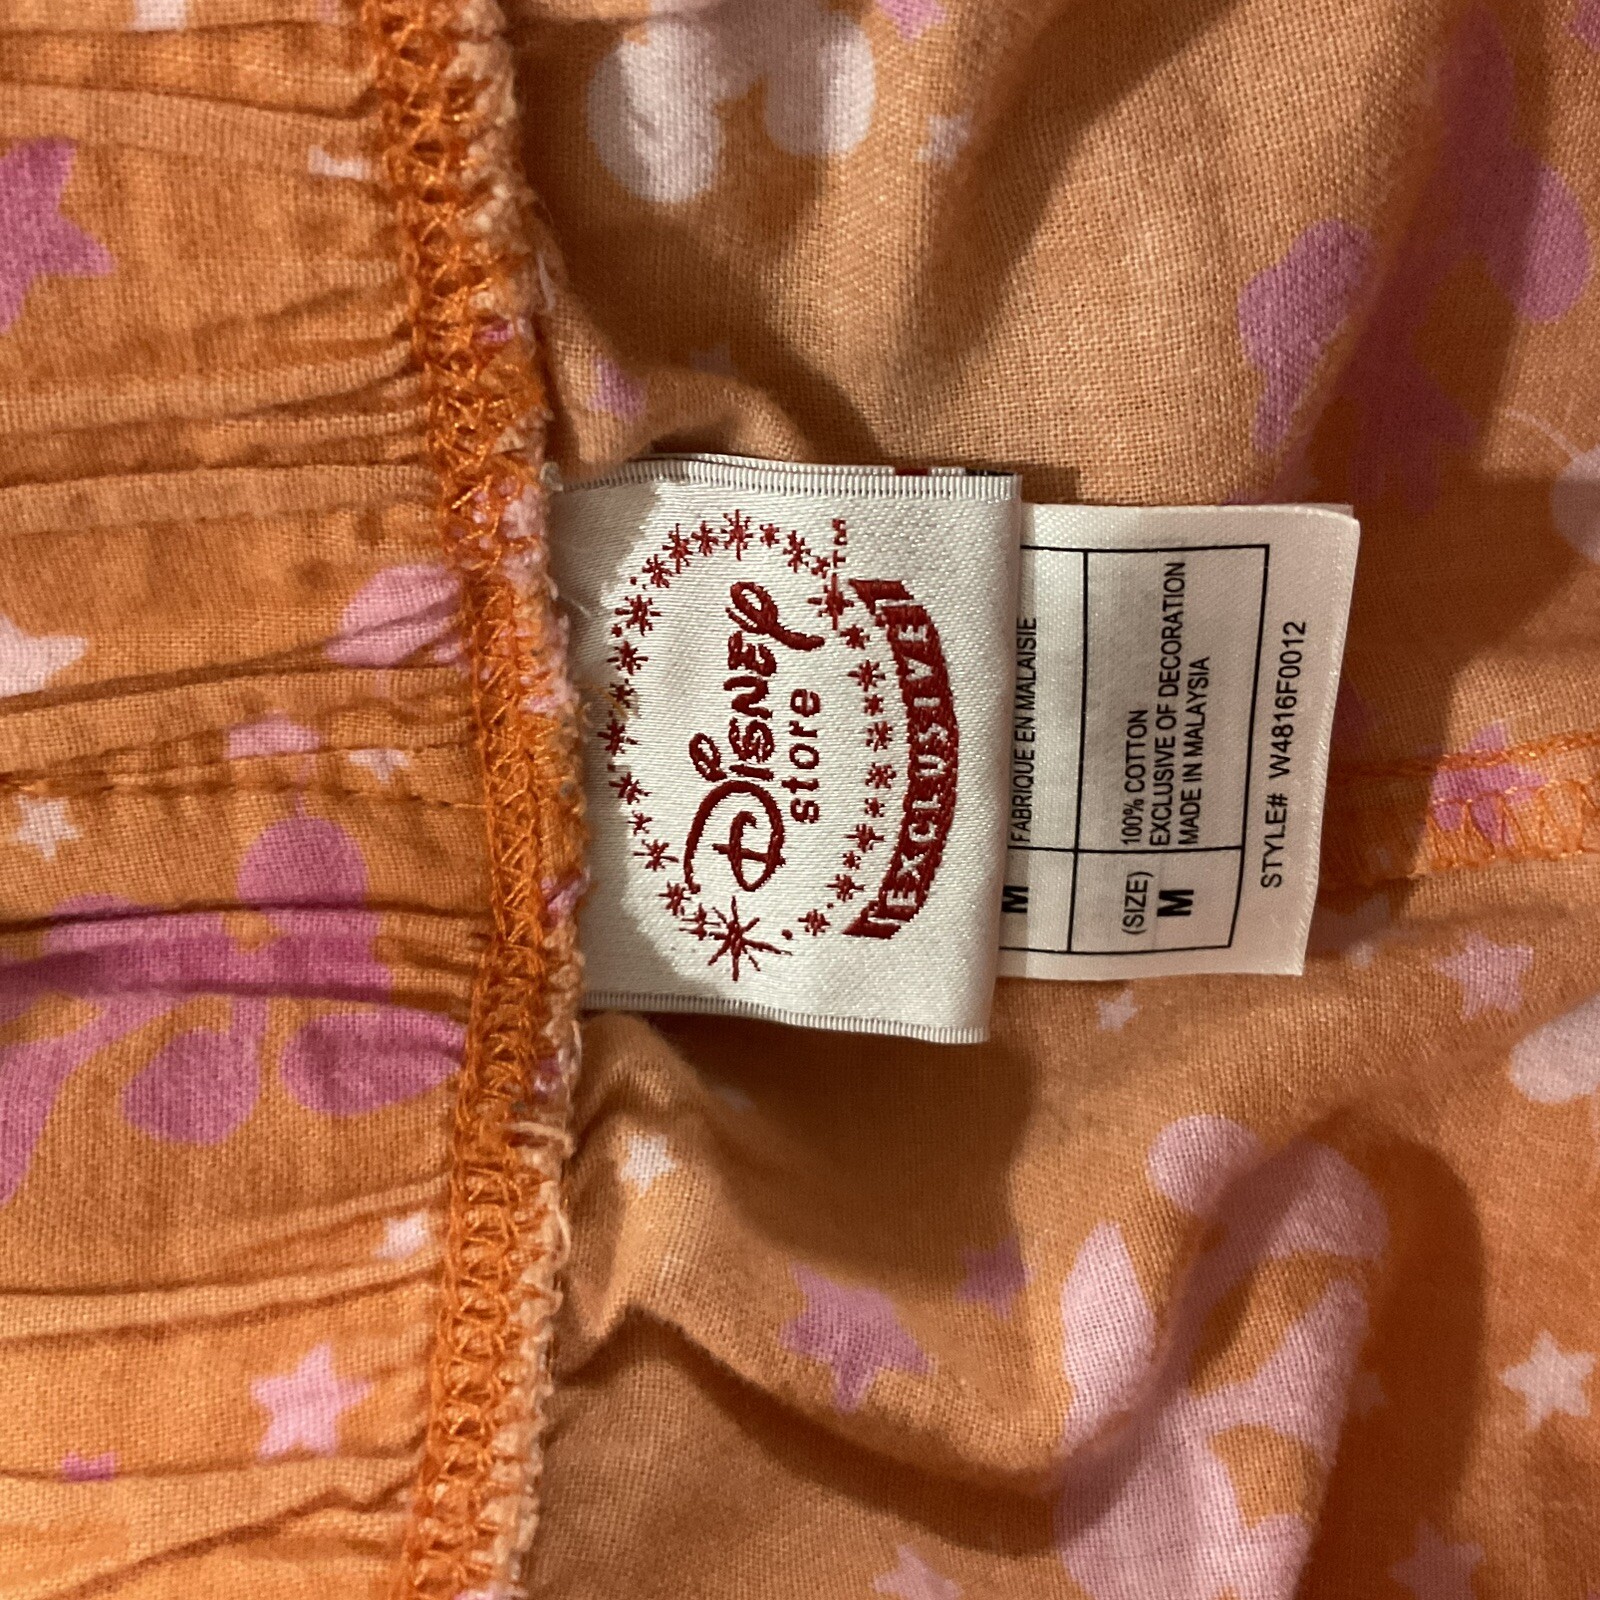 Disney
store
TM
EXCLUSIVE
M
FABRIQUE EN MALAISIE
(SIZE)
M
100% COTTON
EXCLUSIVE OF DECORATION
MADE IN MALAYSIA
STYLE# W4816F0012